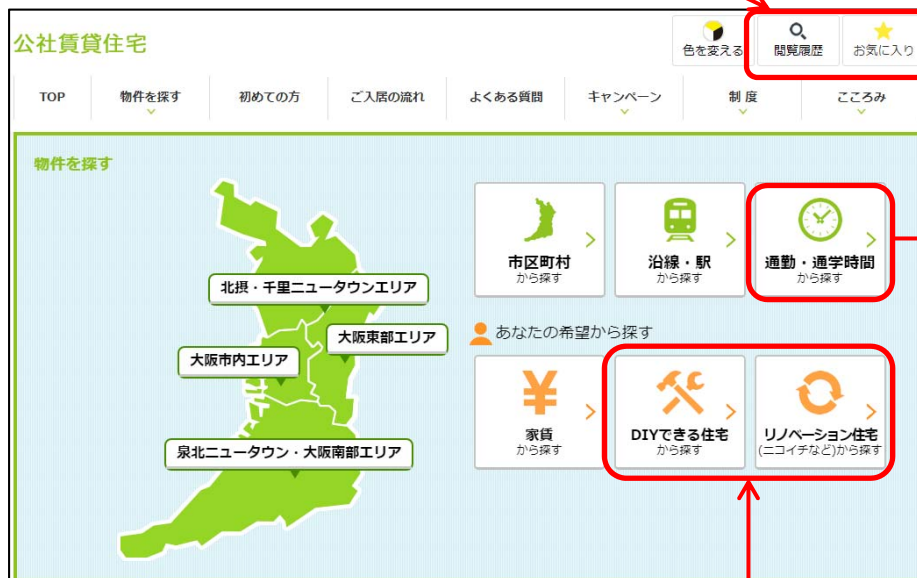 公社賃貸住宅
色を変える
閲覧履歴
お気に入り
TOP
物件を探す
初めての方
ご入居の流れ
よくある質問
キャンペーン
制度
こころみ
物件を探す
北摂・千里ニュータウンエリア
大阪東部エリア
大阪市内エリア
泉北ニュータウン・大阪南部エリア
市区町村
から探す
沿線・駅
から探す
通勤・通学時間
から探す
あなたの希望から探す
家賃
から探す
DIYできる住宅
から探す
リノベーション住宅
(ニコイチなど)から探す